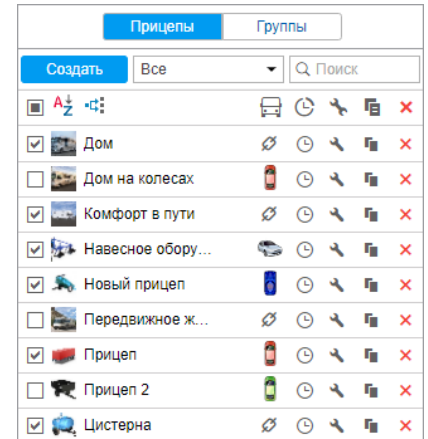 Прицепы Группы
Создать Все Поиск
Дом
Дом на колесах
Комфорт в пути
Навесное обору...
Новый прицеп
Передвижное ж...
Прицеп
Прицеп 2
Цистерна